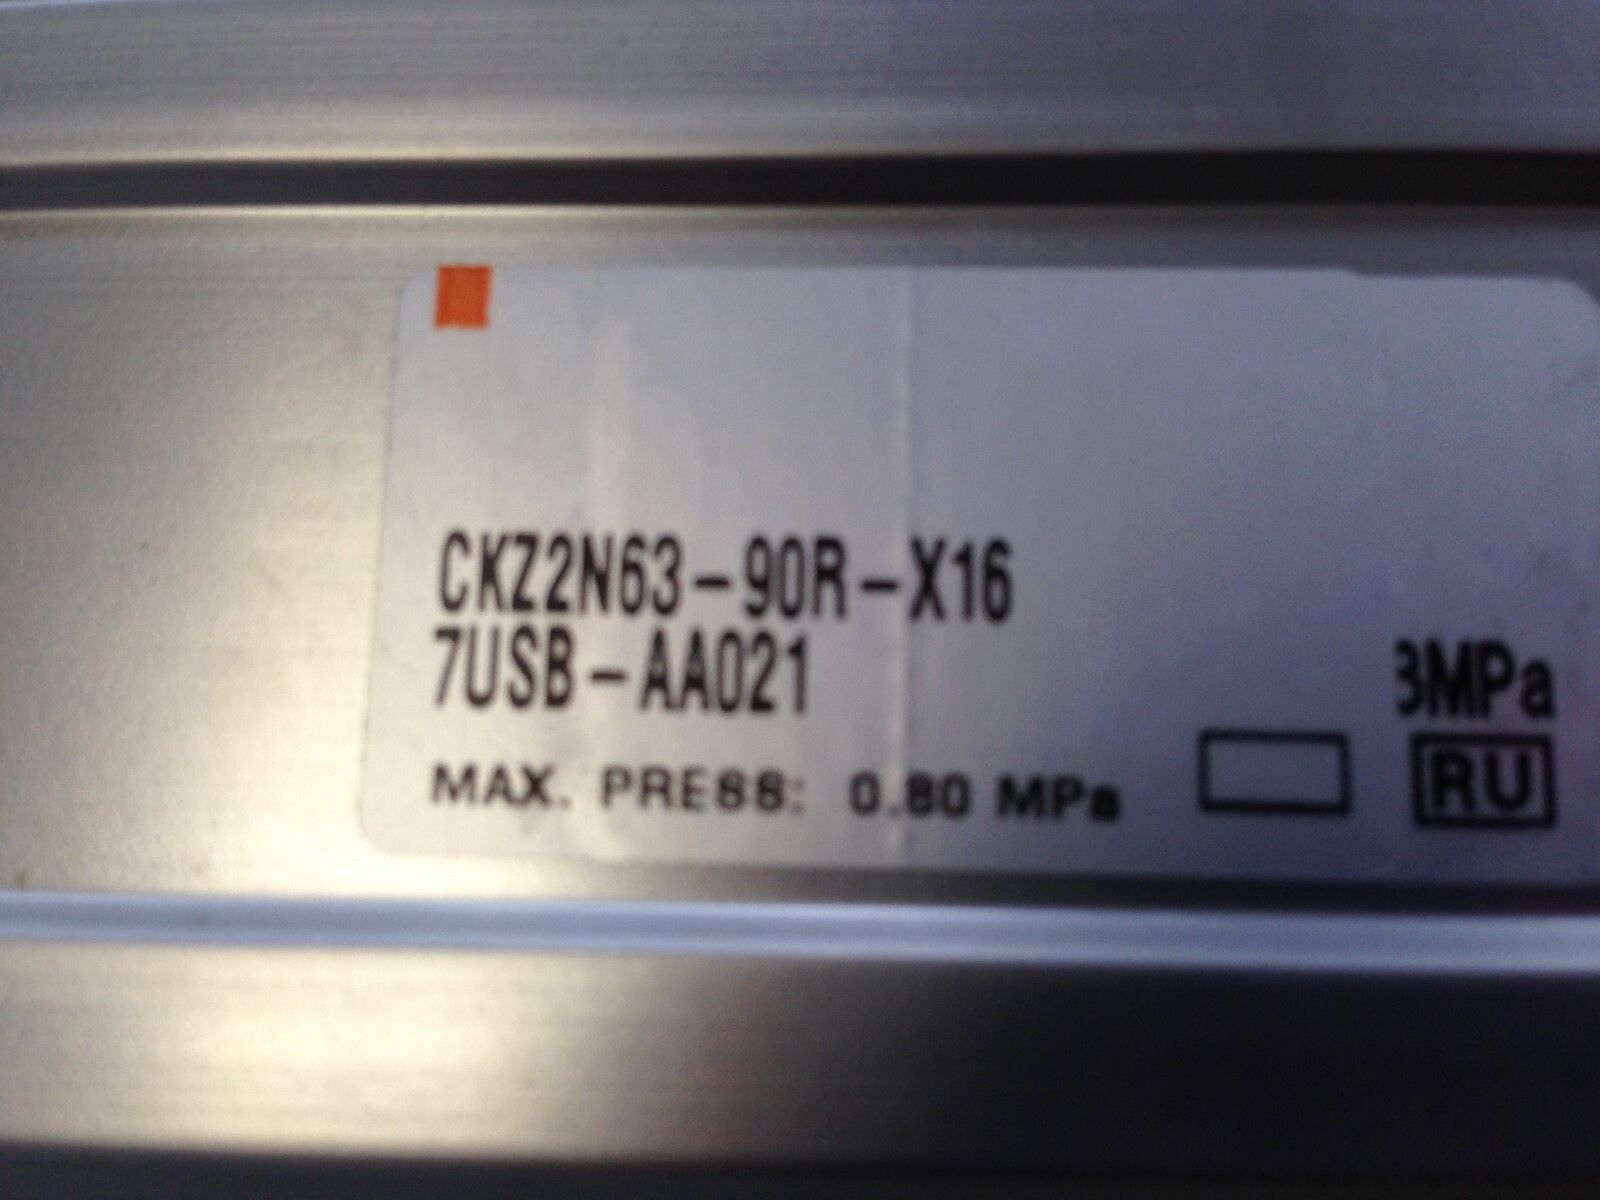 CKZ2N63-90R-X16
7USB-AA021
3MPa
MAX. PRESS: 0.80 MPa
RU